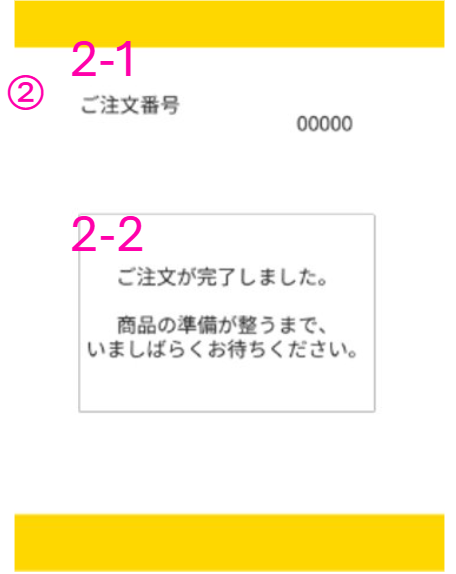 2-1
②
ご注文番号
00000
2-2
ご注文が完了しました。
商品の準備が整うまで、
いましばらくお待ちください。